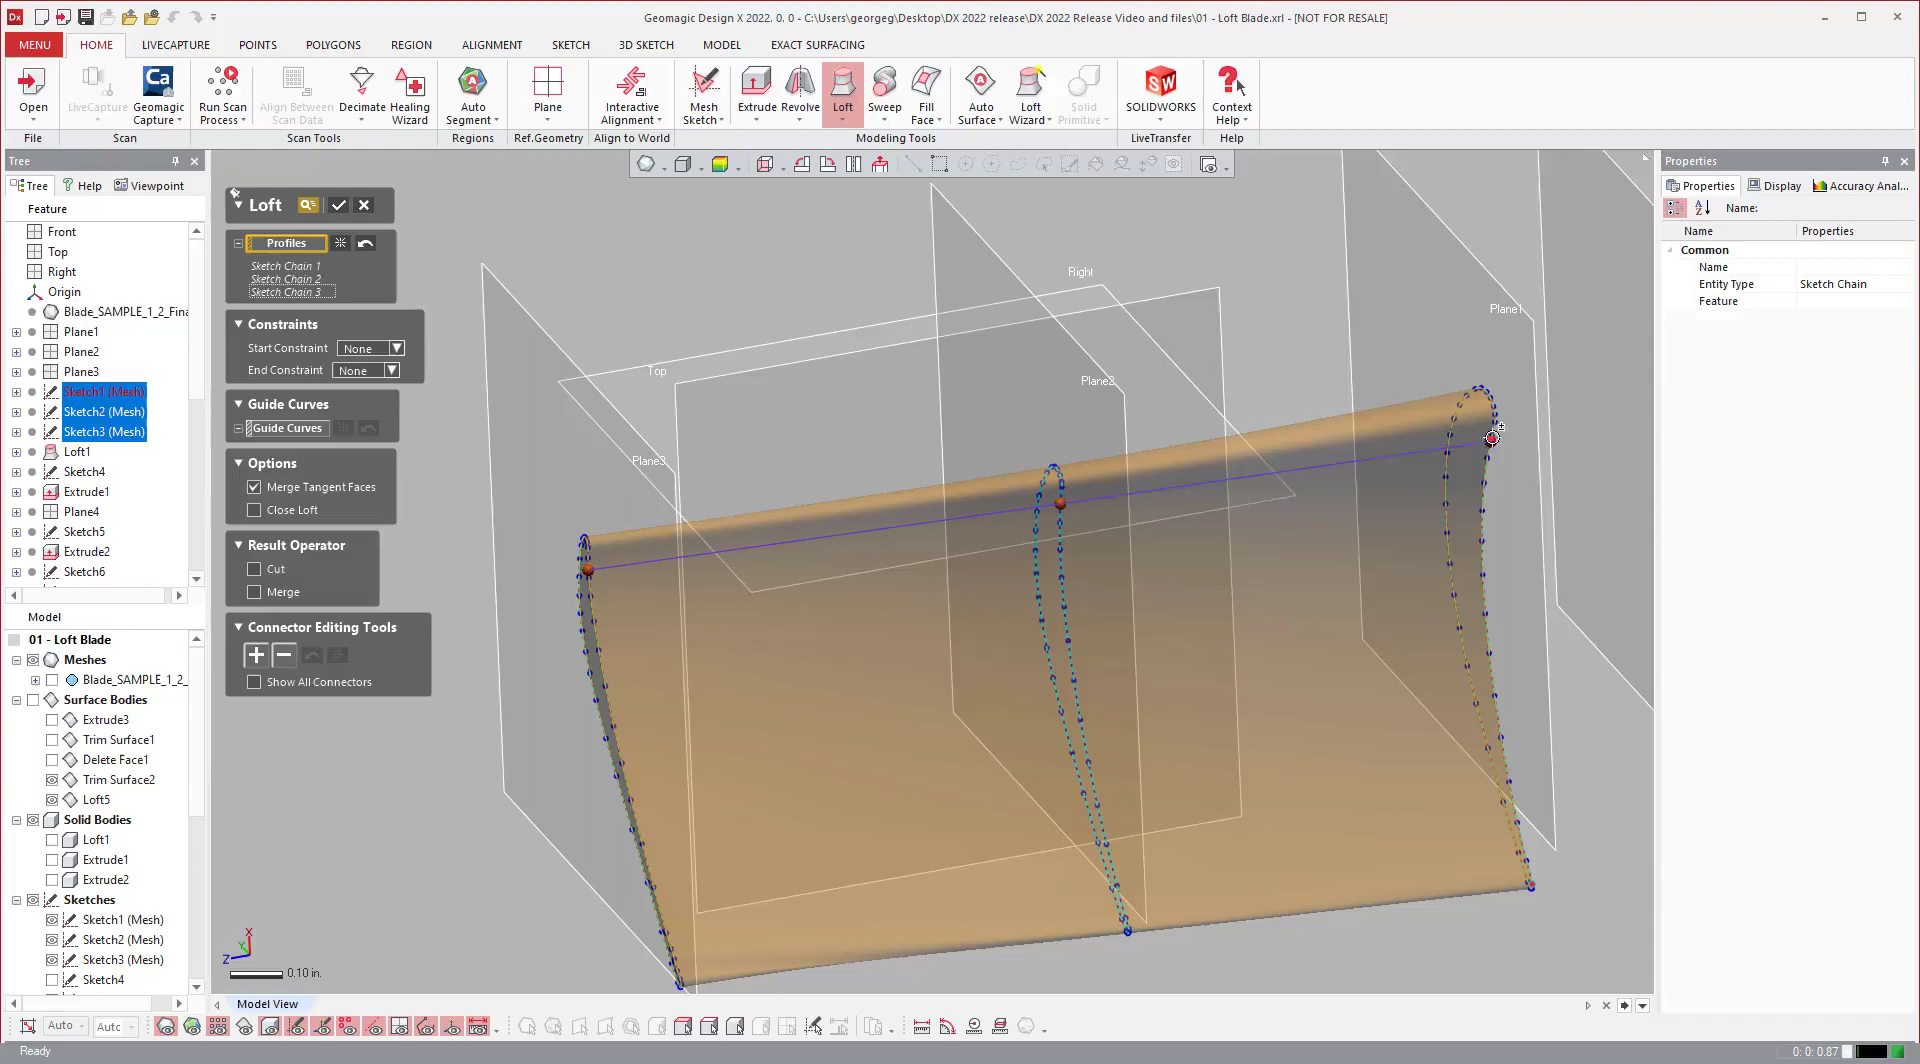 Geomagic Design X 2022. 0. 0 - C:\Users\georgeg\Desktop\DX 2022 release\DX 2022 Release Video and files\01 - Loft Blade.xrl - [NOT FOR RESALE]
MENU HOME LIVECAPTURE POINTS POLYGONS REGION ALIGNMENT SKETCH 3D SKETCH MODEL EXACT SURFACING
Open LiveCapture Geomagic Capture Run Scan Process Align Between Scan Data Decimate Healing Wizard Auto Segment Plane Interactive Alignment Mesh Sketch Extrude Revolve Loft Sweep Fill Face Auto Surface Loft Wizard Solid Primitive SOLIDWORKS Context Help
File Scan Scan Tools Regions Ref.Geometry Align to World Modeling Tools LiveTransfer Help
Tree
Tree Help Viewpoint
Feature
Front
Top
Right
Origin
Blade_SAMPLE_1_2_Fina
Plane1
Plane2
Plane3
Sketch1 (Mesh)
Sketch2 (Mesh)
Sketch3 (Mesh)
Loft1
Sketch4
Extrude1
Plane4
Sketch5
Extrude2
Sketch6
Model
01 - Loft Blade
Meshes
Blade_SAMPLE_1_2_
Surface Bodies
Extrude3
Trim Surface1
Delete Face1
Trim Surface2
Loft5
Solid Bodies
Loft1
Extrude1
Extrude2
Sketches
Sketch1 (Mesh)
Sketch2 (Mesh)
Sketch3 (Mesh)
Sketch4
Loft
Profiles
Sketch Chain 1
Sketch Chain 2
Sketch Chain 3
Constraints
Start Constraint None
End Constraint None
Guide Curves
Guide Curves
Options
Merge Tangent Faces
Close Loft
Result Operator
Cut
Merge
Connector Editing Tools
Show All Connectors
Right
Plane1
Top
Plane2
Plane3
X
Y
Z
0.10 in.
Model View
Properties
Properties Display Accuracy Anal...
Name:
Name Properties
Common
Name
Entity Type Sketch Chain
Feature
Auto Auto
Ready
0: 0: 0.87